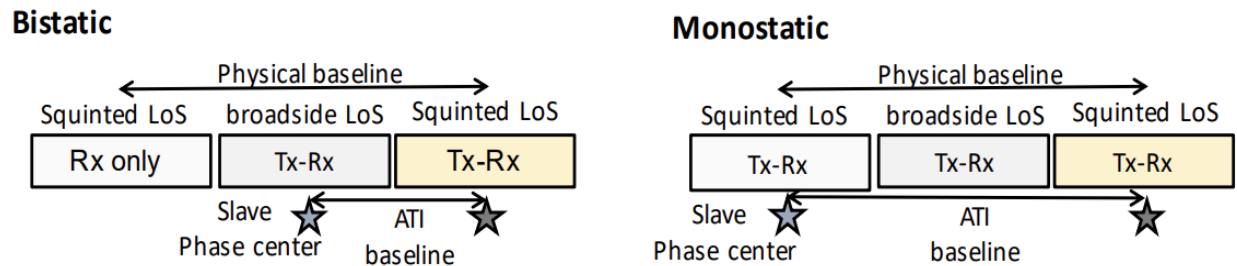 Bistatic
Physical baseline
Squinted LoS broadside LoS Squinted LoS
Rx only Tx-Rx Tx-Rx
Slave ATI
Phase center baseline
Monostatic
Physical baseline
Squinted LoS broadside LoS Squinted LoS
Tx-Rx Tx-Rx Tx-Rx
Slave ATI
Phase center baseline